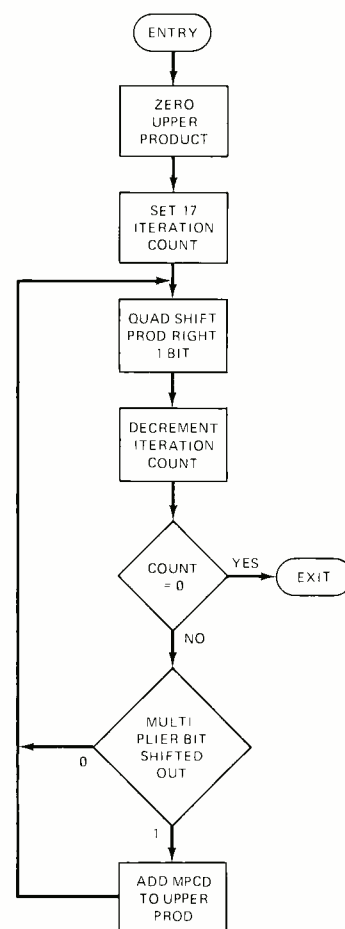 ENTRY
ZERO
UPPER
PRODUCT
SET 17
ITERATION
COUNT
QUAD SHIFT
PROD RIGHT
1 BIT
DECREMENT
ITERATION
COUNT
COUNT
= 0
YES
EXIT
NO
MULTI
PLIER BIT
SHIFTED
OUT
0
1
ADD MPCD
TO UPPER
PROD